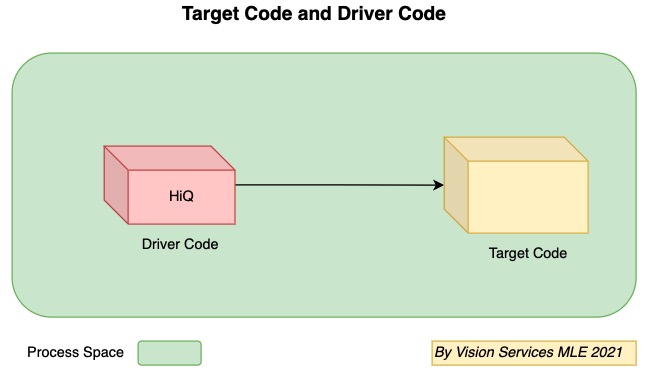 Target Code and Driver Code
HiQ
Driver Code
Target Code
Process Space
By Vision Services MLE 2021